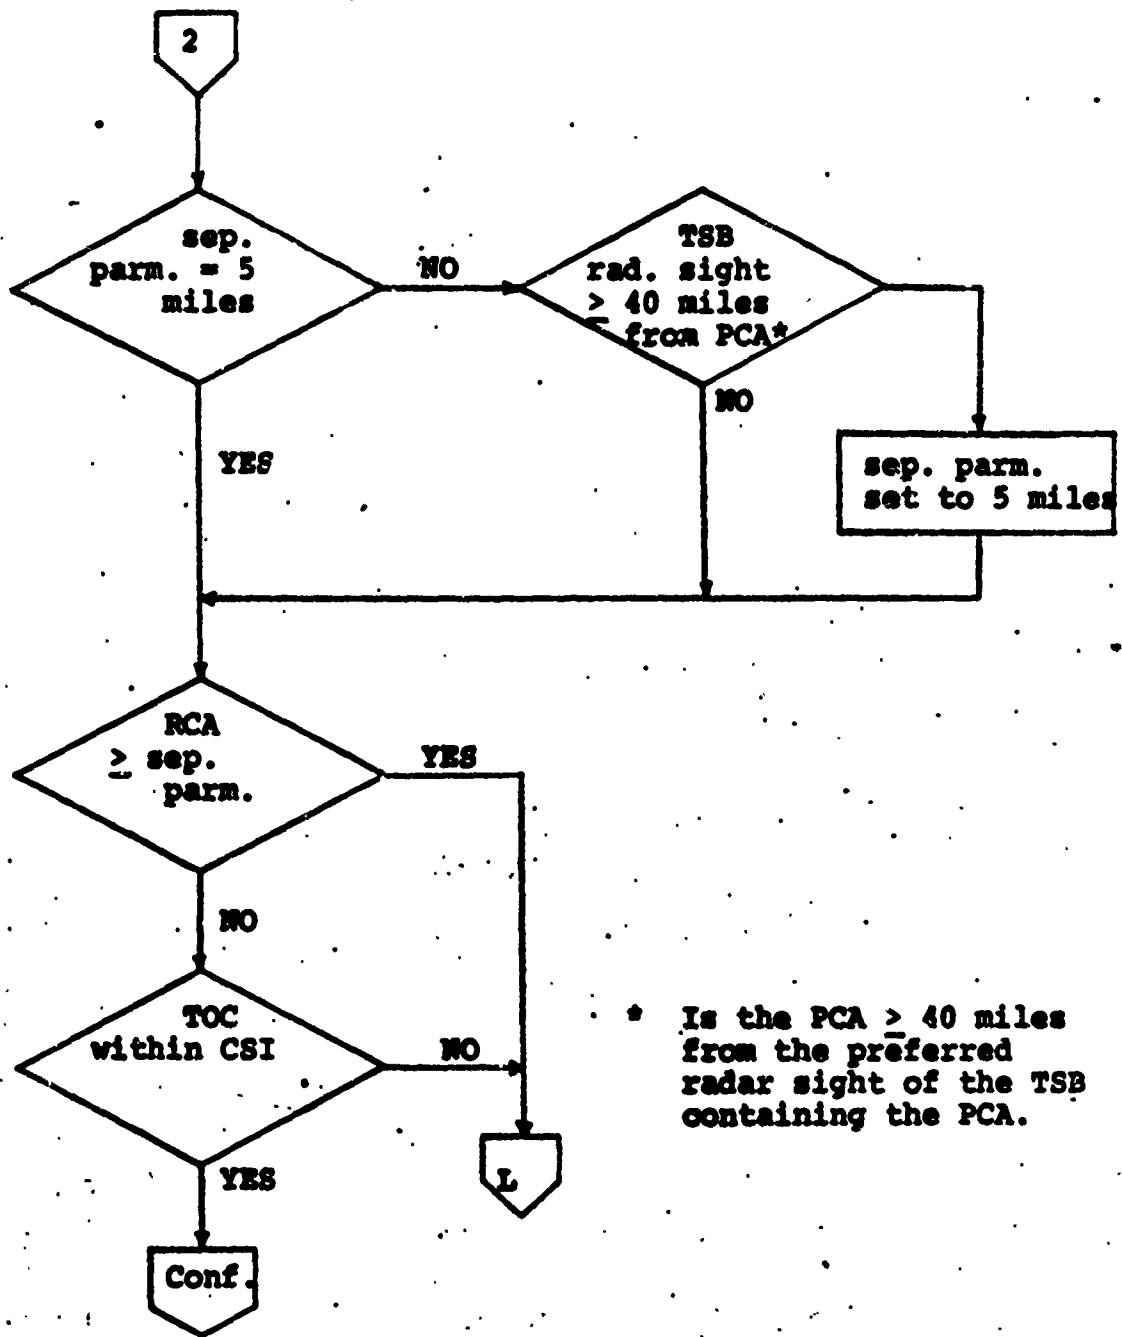 2
sep.
parm. = 5
miles
NO
TSB
rad. sight
≥ 40 miles
from PCA*
NO
YES
sep. parm.
set to 5 miles
RCA
≥ sep.
parm.
YES
NO
TOC
within CSI
NO
* Is the PCA ≥ 40 miles
from the preferred
radar sight of the TSB
containing the PCA.
YES
L
Conf.